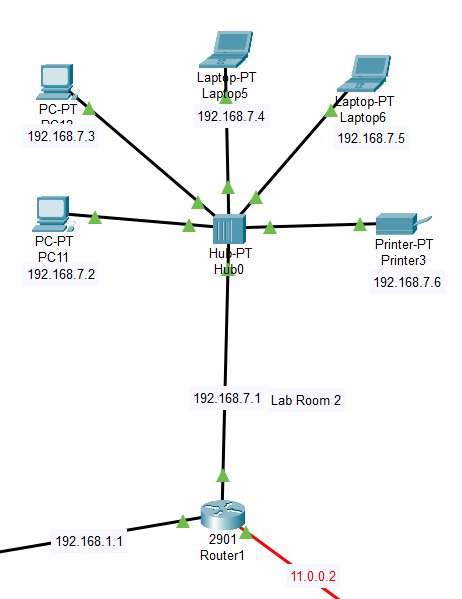 Laptop-PT
Laptop5
192.168.7.4
Laptop-PT
Laptop6
192.168.7.5
PC-PT
PC12
192.168.7.3
PC-PT
PC11
192.168.7.2
Hub-PT
Hub0
Printer-PT
Printer3
192.168.7.6
192.168.7.1
Lab Room 2
2901
Router1
192.168.1.1
11.0.0.2